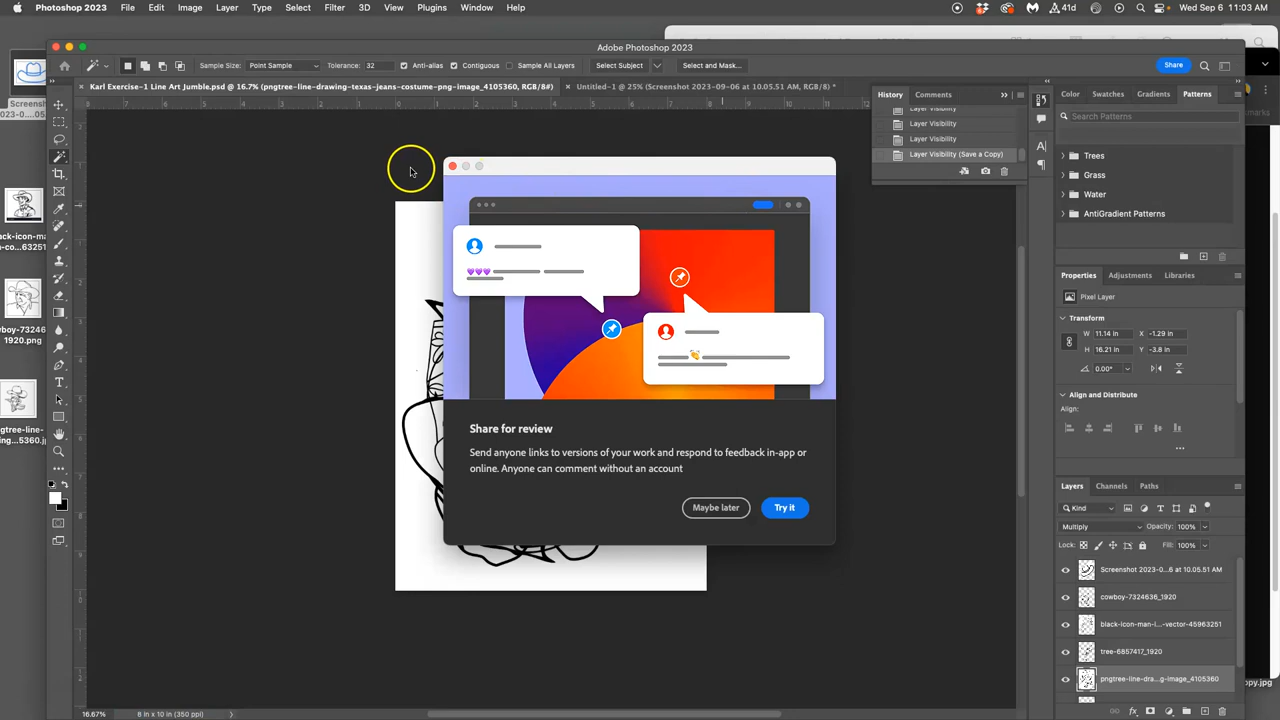 Photoshop 2023 File Edit Image Layer Type Select Filter 3D View Plugins Window Help 41d Wed Sep 6 11:03 AM
Adobe Photoshop 2023
Sample Size: Point Sample Tolerance: 32 Anti-alias Contiguous Sample All Layers Select Subject Select and Mask... Share
Karl Exercise-1 Line Art Jumble.psd @ 16.7% (pngtree-line-drawing-texas-jeans-costume-png-image_4105360, RGB/8#) Untitled-1 @ 25% (Screenshot 2023-09-06 at 10.05.51 AM, RGB/8) *
History Comments
Layer Visibility
Layer Visibility
Layer Visibility
Layer Visibility (Save a Copy)
Color Swatches Gradients Patterns
Search Patterns
Trees
Grass
Water
AntiGradient Patterns
Properties Adjustments Libraries
Pixel Layer
Transform
W 11.14 in X -1.29 in
H 16.21 in Y -3.8 in
0.00°
Align and Distribute
Align:
Share for review
Send anyone links to versions of your work and respond to feedback in-app or
online. Anyone can comment without an account
Maybe later Try it
Layers Channels Paths
Kind
Multiply Opacity: 100%
Lock: Fill: 100%
Screenshot 2023-0...6 at 10.05.51 AM
cowboy-7324636_1920
black-icon-man-i...-vector-45963251
tree-6857417_1920
pngtree-line-dra...g-image_4105360
16.67% 8 in x 10 in (350 ppi)